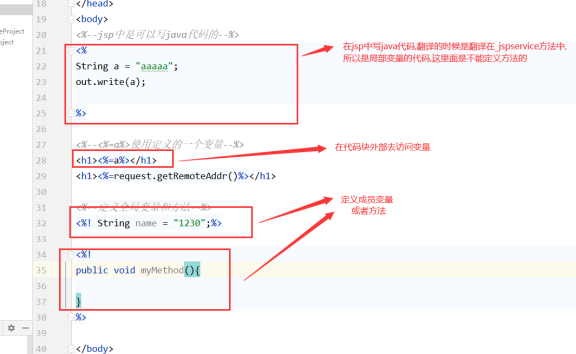 eProject
oject
18 </head>
19 <body>
20 <%--jsp中是可以写java代码的--%>
21 <%
22 String a = "aaaaa";
23 out.write(a);
24
25 %>
26
27 <%--<%=a%>使用定义的一个变量--%>
28 <h1><%=a%></h1>
29 <h1><%=request.getRemoteAddr()%></h1>
30
31 <%--定义全局变量和方法--%>
32 <%! String name = "1230";%>
33
34 <%!
35 public void myMethod(){
36
37 }
38 %>
39
40 </body>
在jsp中写java代码,翻译的时候是翻译在_jspservice方法中,
所以是局部变量的代码,这里面是不能定义方法的
在代码块外部去访问变量
定义成员变量
或者方法